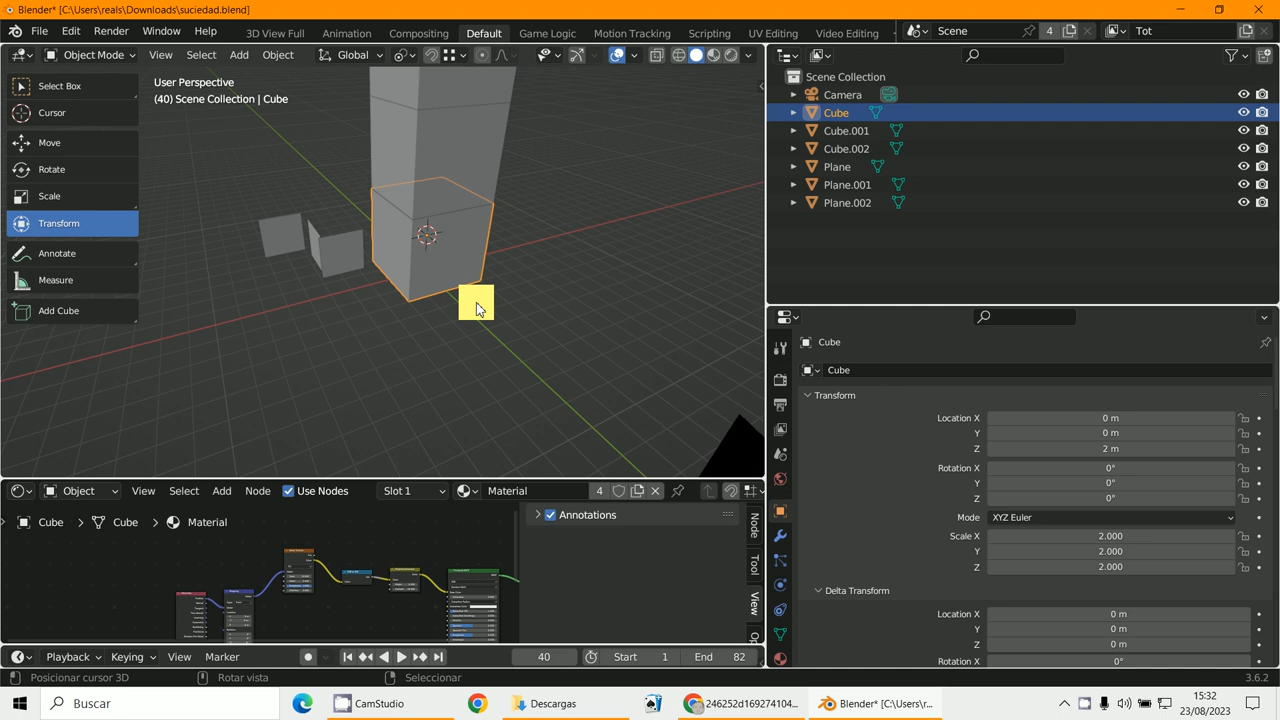 Blender* [C:\Users\reals\Downloads\suciedad.blend]
File Edit Render Window Help 3D View Full Animation Compositing Default Game Logic Motion Tracking Scripting UV Editing Video Editing Scene 4 Tot
Object Mode View Select Add Object Global
User Perspective
(40) Scene Collection | Cube
Select Box
Cursor
Move
Rotate
Scale
Transform
Annotate
Measure
Add Cube
Scene Collection
Camera
Cube
Cube.001
Cube.002
Plane
Plane.001
Plane.002
Cube
Cube
Transform
Location X 0 m
Y 0 m
Z 2 m
Rotation X 0°
Y 0°
Z 0°
Mode XYZ Euler
Scale X 2.000
Y 2.000
Z 2.000
Delta Transform
Location X 0 m
Y 0 m
Z 0 m
Rotation X 0°
Object View Select Add Node Use Nodes Slot 1 Material 4
Cube Cube Material
Annotations
Node
Tool
View
Playback Keying View Marker 40 Start 1 End 82
Posicionar cursor 3D Rotar vista Seleccionar 3.6.2
Buscar CamStudio Descargas 246252d169274104... Blender* [C:\Users\r... 15:32
23/08/2023